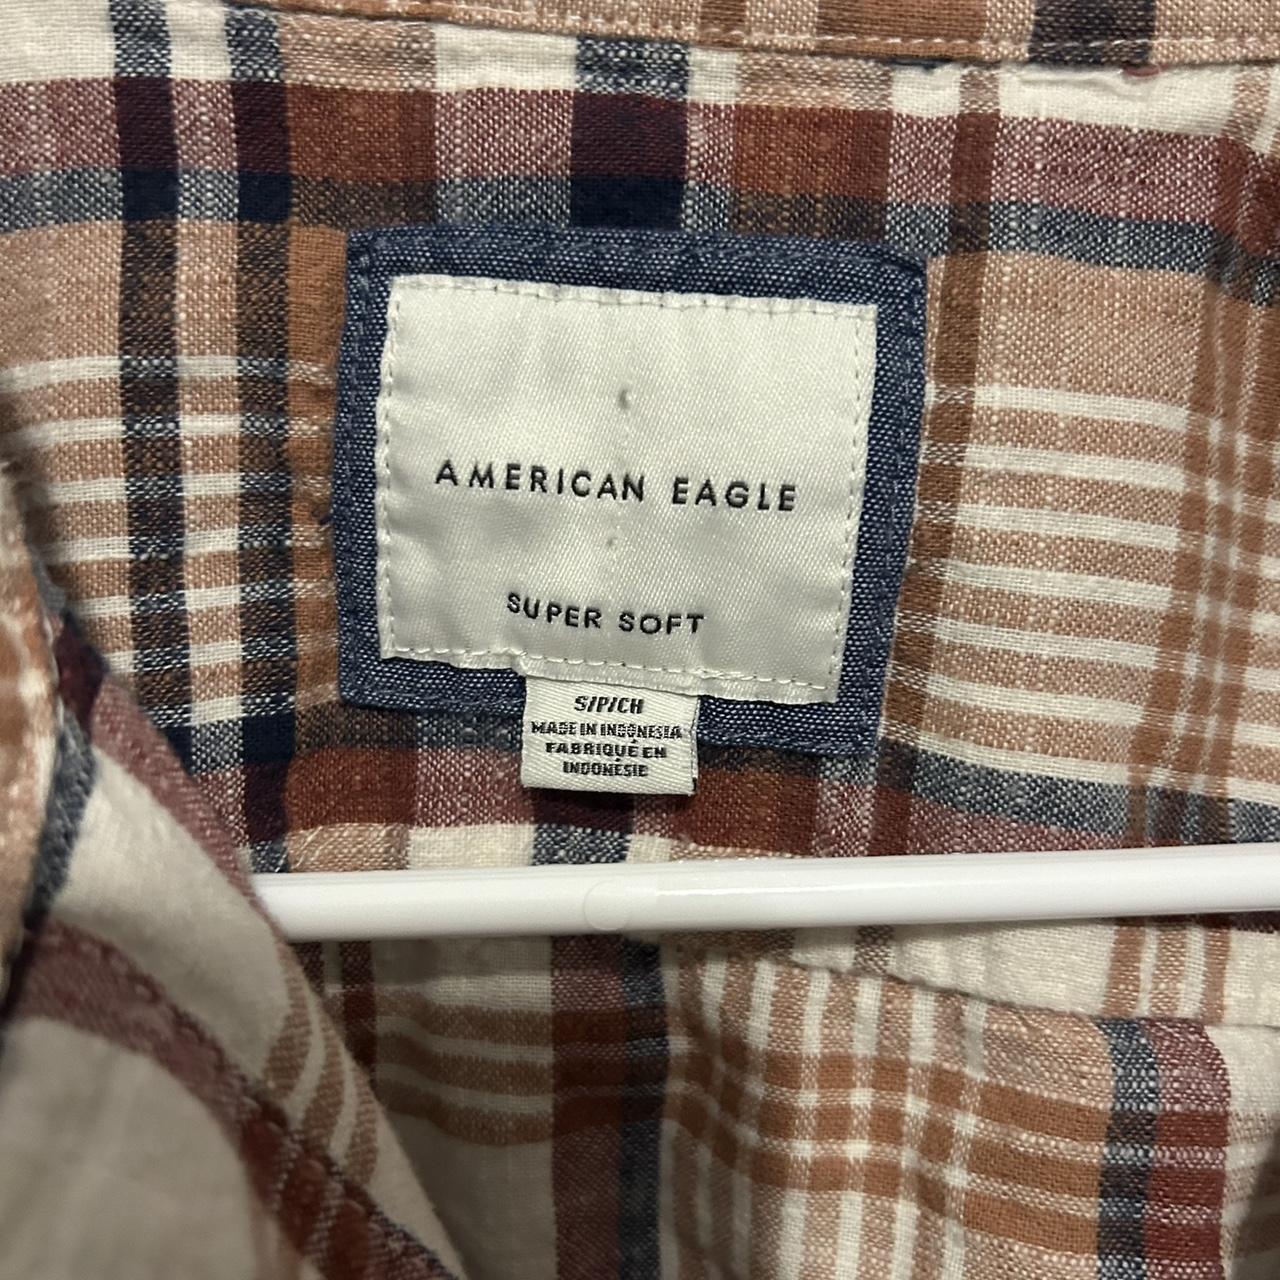 AMERICAN EAGLE
SUPER SOFT
S/P/CH
MADE IN INDONESIA
FABRIQUÉ EN
INDONÉSIE